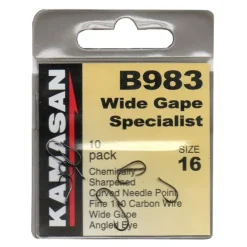 KAMASAN
B983
Wide Gape
Specialist
10
pack
SIZE
16
Chemically
Sharpened
Curved Needle Point
Fine 110 Carbon Wire
Wide Gape
Angled Eye